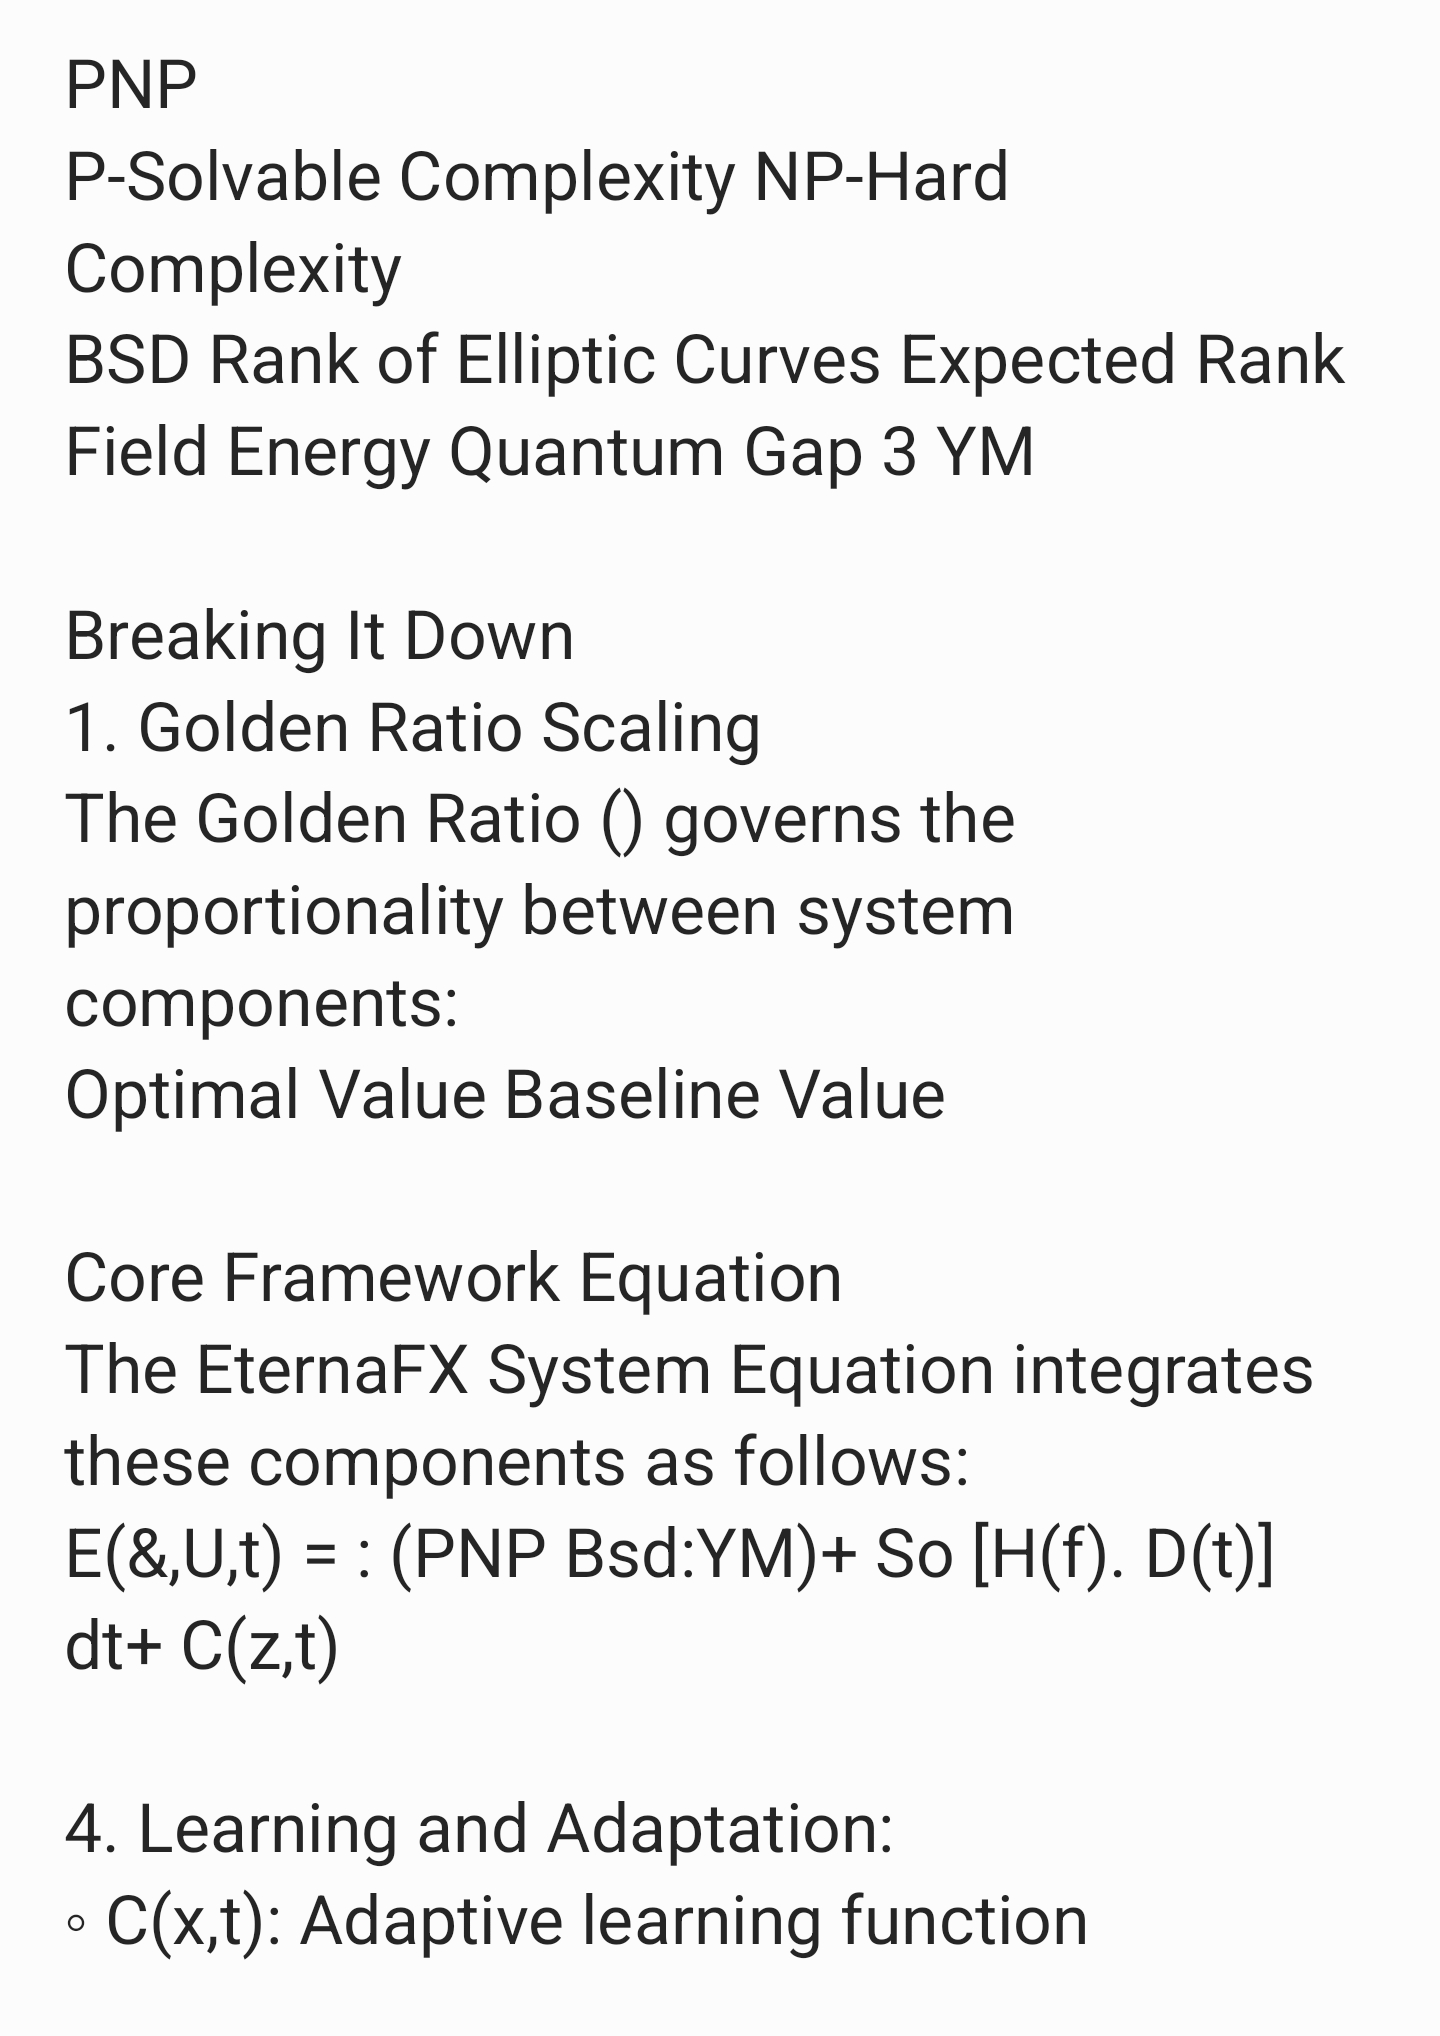 PNP
P-Solvable Complexity NP-Hard
Complexity
BSD Rank of Elliptic Curves Expected Rank
Field Energy Quantum Gap 3 YM
Breaking It Down
1. Golden Ratio Scaling
The Golden Ratio () governs the
proportionality between system
components:
Optimal Value Baseline Value
Core Framework Equation
The EternaFX System Equation integrates
these components as follows:
E(&,U,t) = : (PNP Bsd:YM)+ So [H(f). D(t)]
dt+ C(z,t)
4. Learning and Adaptation:
◦ C(x,t): Adaptive learning function